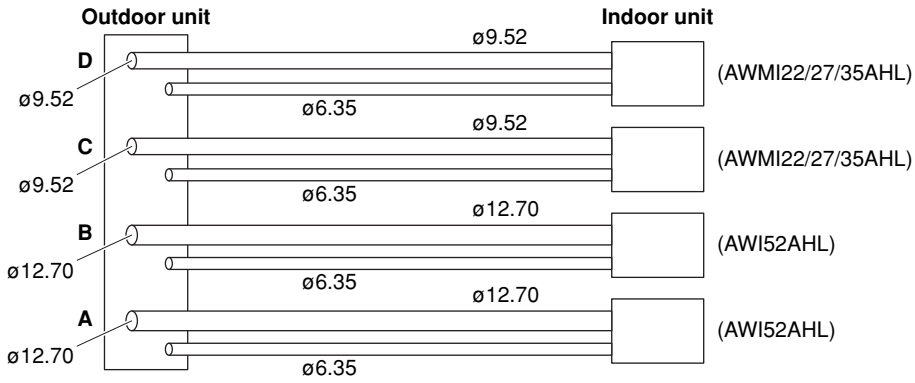 Outdoor unit
Indoor unit
D
ø9.52
ø9.52
(AWMI22/27/35AHL)
ø6.35
C
ø9.52
ø9.52
(AWMI22/27/35AHL)
ø6.35
B
ø12.70
ø12.70
(AWI52AHL)
ø6.35
A
ø12.70
ø12.70
(AWI52AHL)
ø6.35